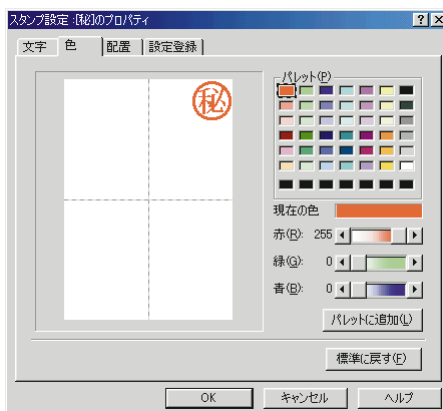 スタンプ設定 :[㊙]のプロパティ
文字
色
配置
設定登録
㊙
パレット(P)
現在の色
赤(R): 255
緑(G): 0
青(B): 0
パレットに追加(L)
標準に戻す(F)
OK
キャンセル
ヘルプ